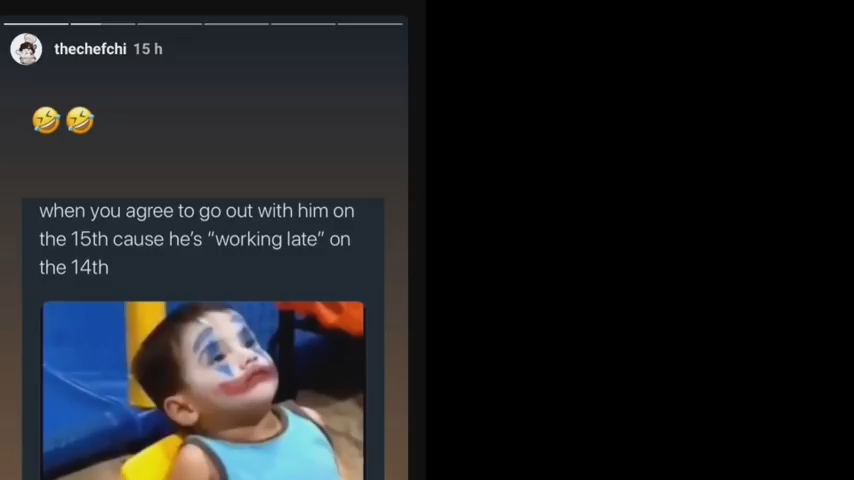 thechefchi 15 h
🤣🤣
when you agree to go out with him on
the 15th cause he's “working late” on
the 14th